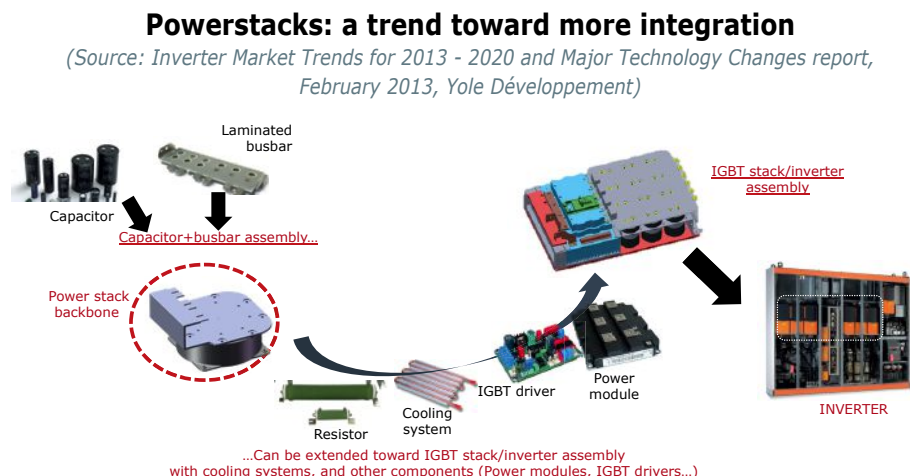 Powerstacks: a trend toward more integration
(Source: Inverter Market Trends for 2013 - 2020 and Major Technology Changes report,
February 2013, Yole Développement)
Laminated
busbar
Capacitor
Capacitor+busbar assembly...
IGBT stack/inverter
assembly
Power stack
backbone
Resistor
Cooling
system
IGBT driver
Power
module
INVERTER
...Can be extended toward IGBT stack/inverter assembly
with cooling systems, and other components (Power modules, IGBT drivers...)